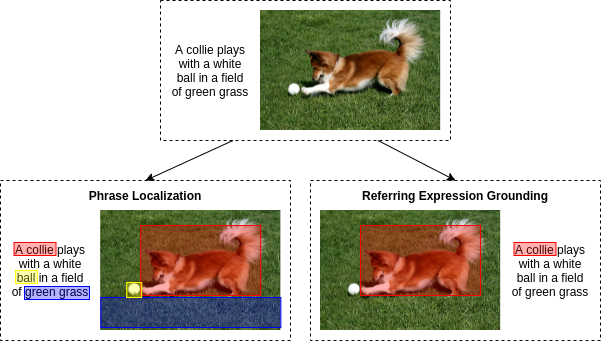 A collie plays
with a white
ball in a field
of green grass
Phrase Localization
A collie plays
with a white
ball in a field
of green grass
Referring Expression Grounding
A collie plays
with a white
ball in a field
of green grass